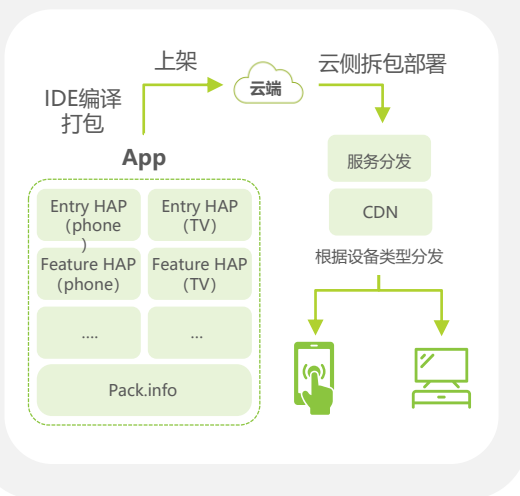 上架
云侧拆包部署
云端
IDE编译
打包
App
服务分发
Entry HAP
(phone
)
Entry HAP
(TV)
CDN
Feature HAP
(phone)
Feature HAP
(TV)
根据设备类型分发
....
...
Pack.info